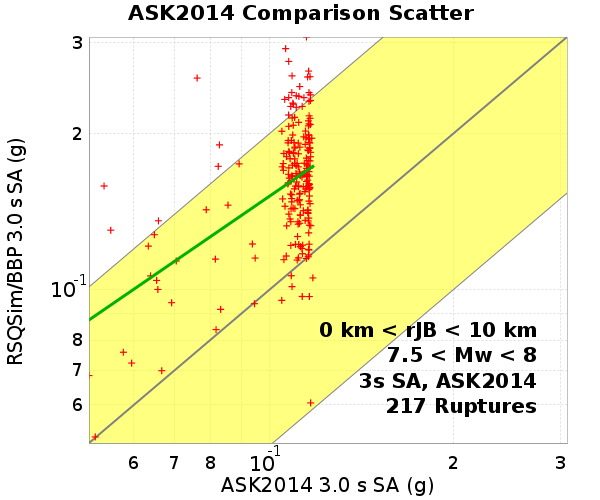 ASK2014 Comparison Scatter
3
2
10-1
8
7
6
RSQSim/BBP 3.0 s SA (g)
0 km < rJB < 10 km
7.5 < Mw < 8
3s SA, ASK2014
217 Ruptures
6 7 8 10-1 2 3
ASK2014 3.0 s SA (g)